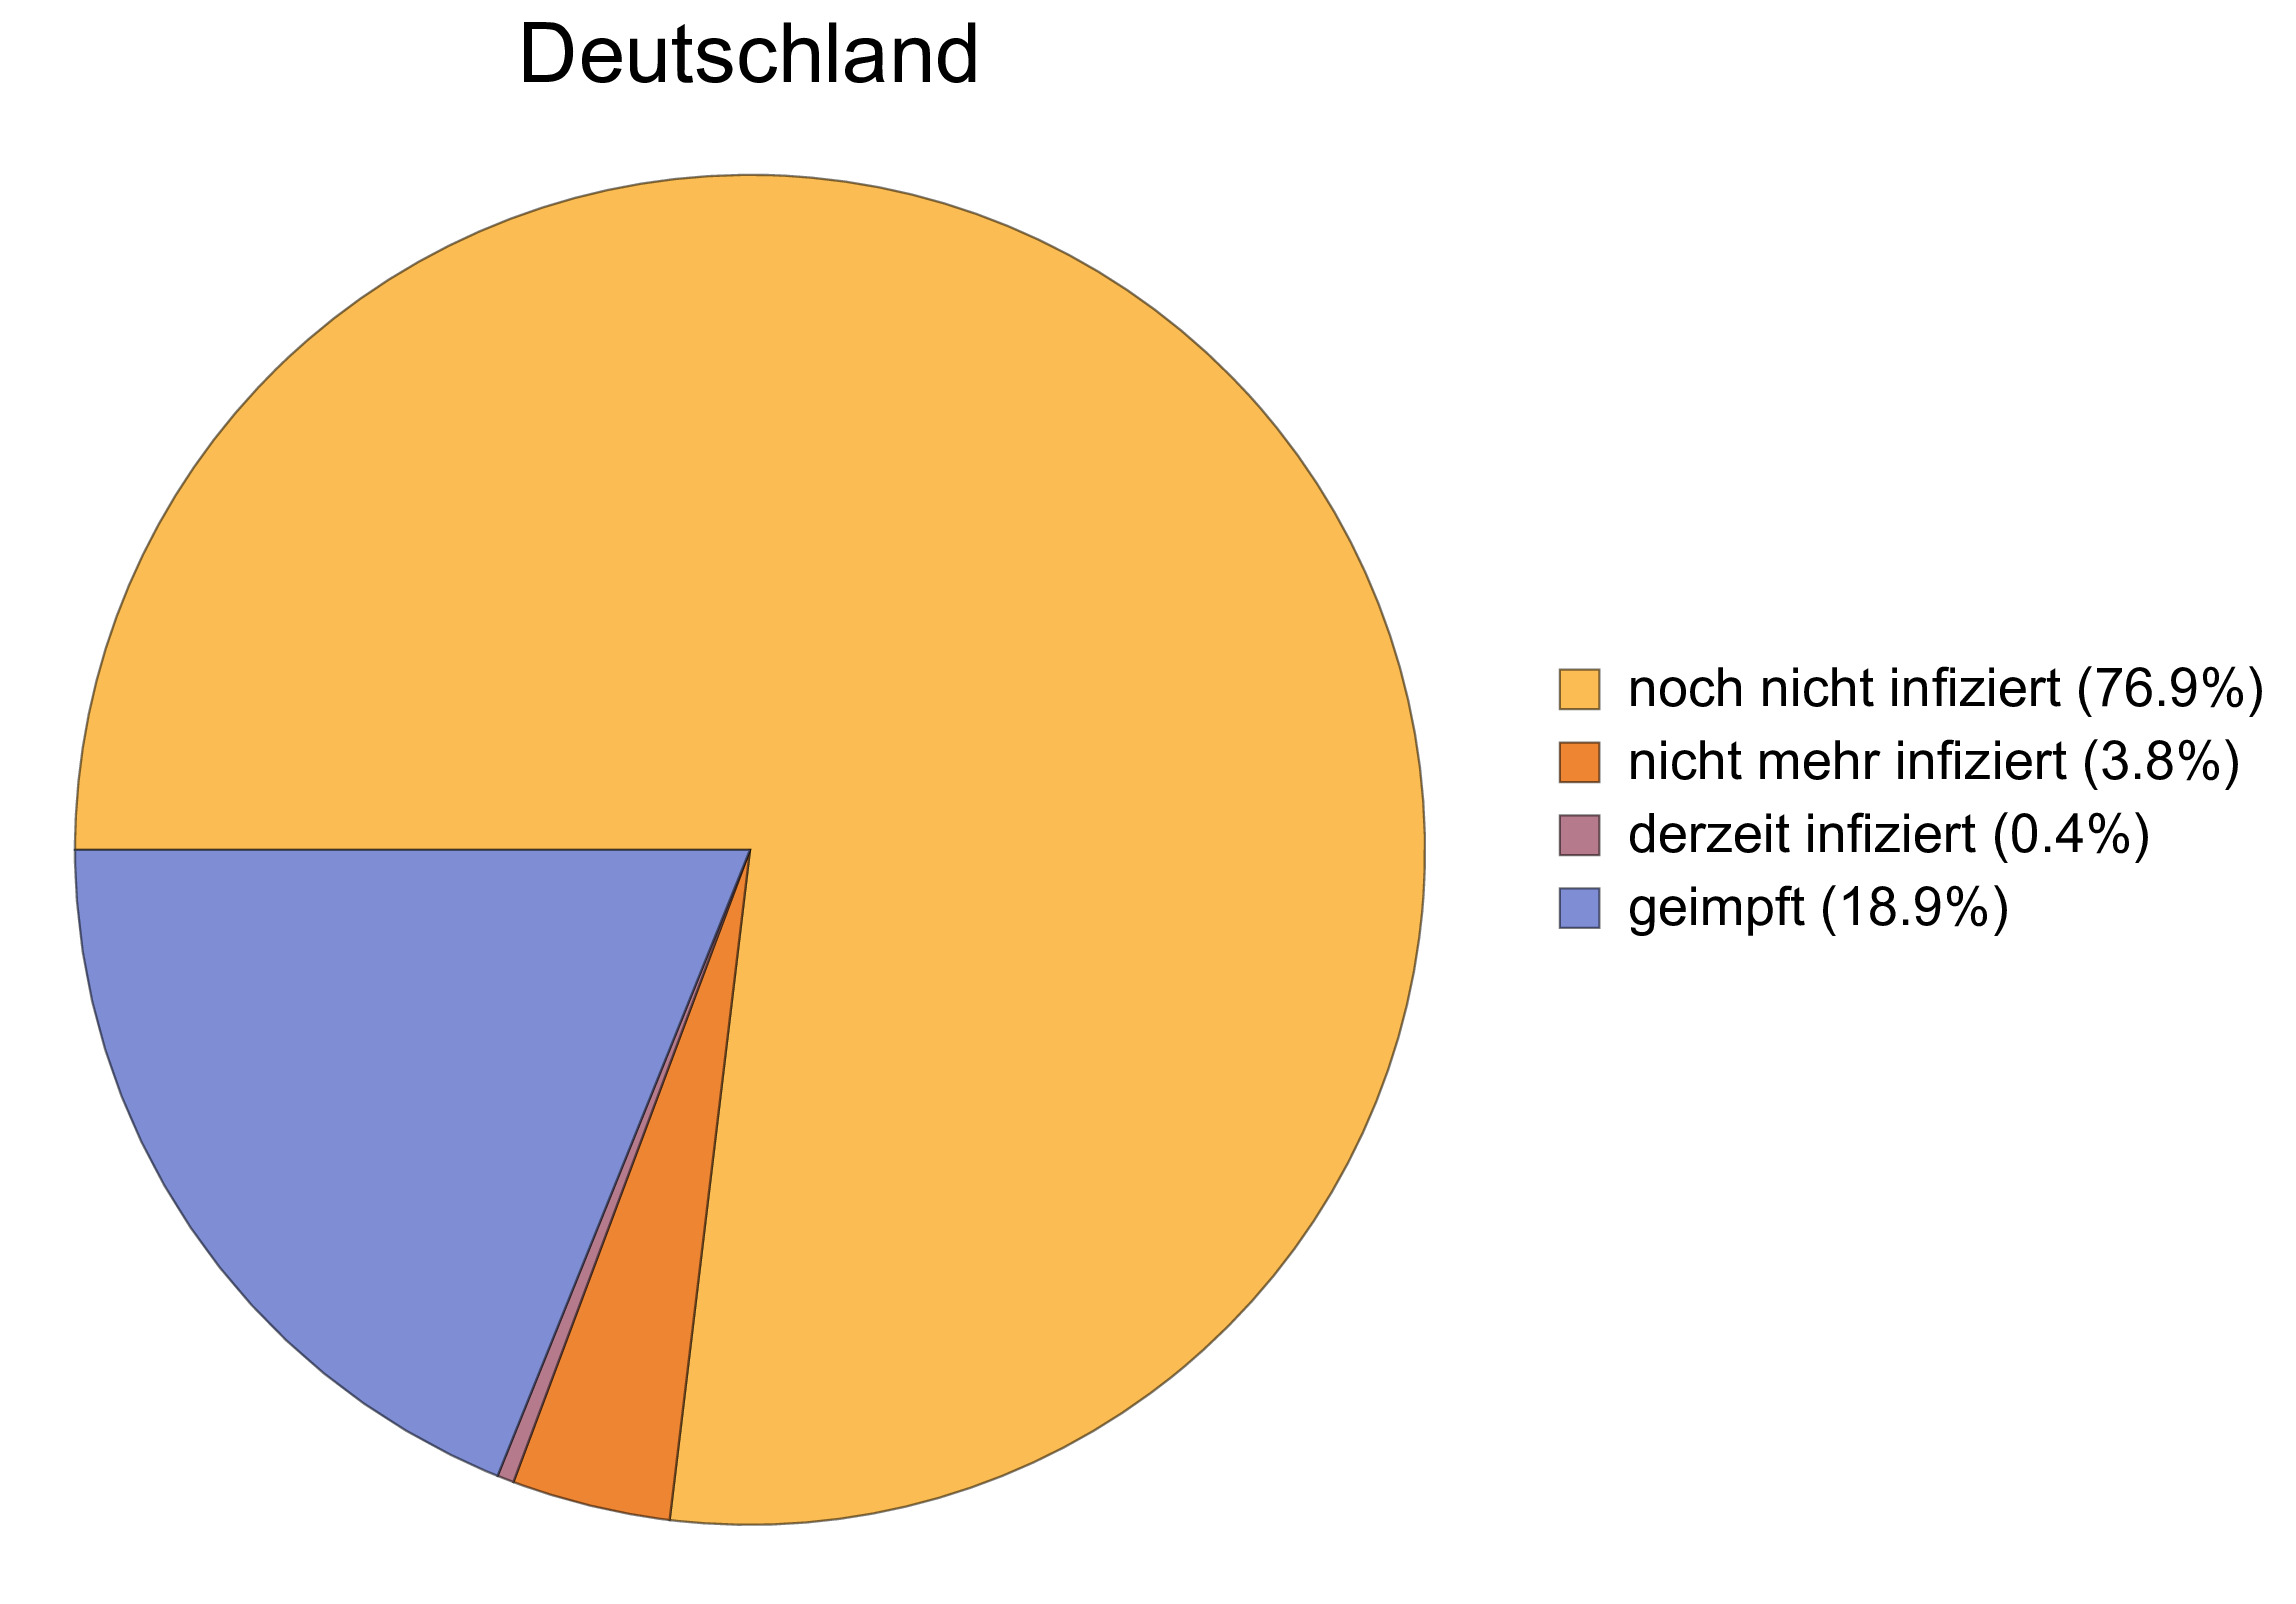 Deutschland
noch nicht infiziert (76.9%)
nicht mehr infiziert (3.8%)
derzeit infiziert (0.4%)
geimpft (18.9%)